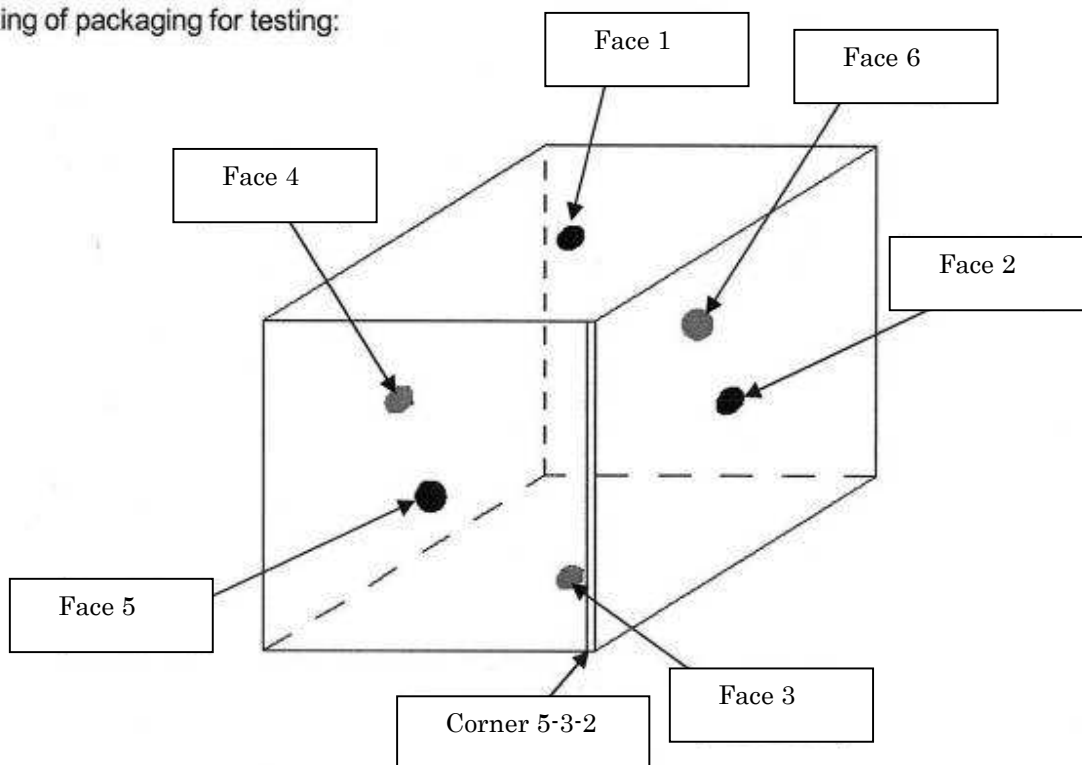 ing of packaging for testing:
Face 1
Face 6
Face 4
Face 2
Face 5
Face 3
Corner 5-3-2